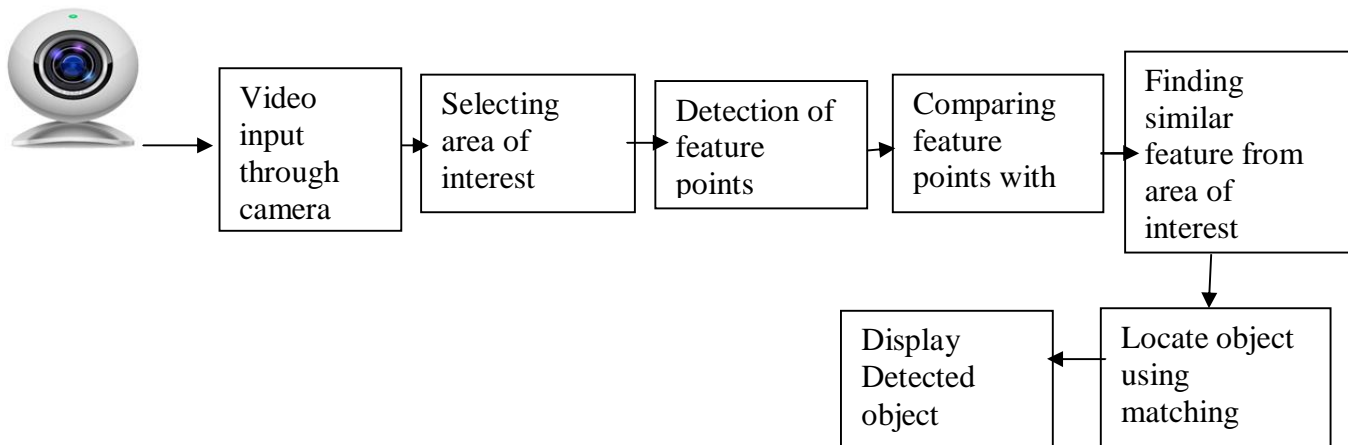 Video
input
through
camera
Selecting
area of
interest
Detection of
feature
points
Comparing
feature
points with
Finding
similar
feature from
area of
interest
Locate object
using
matching
Display
Detected
object